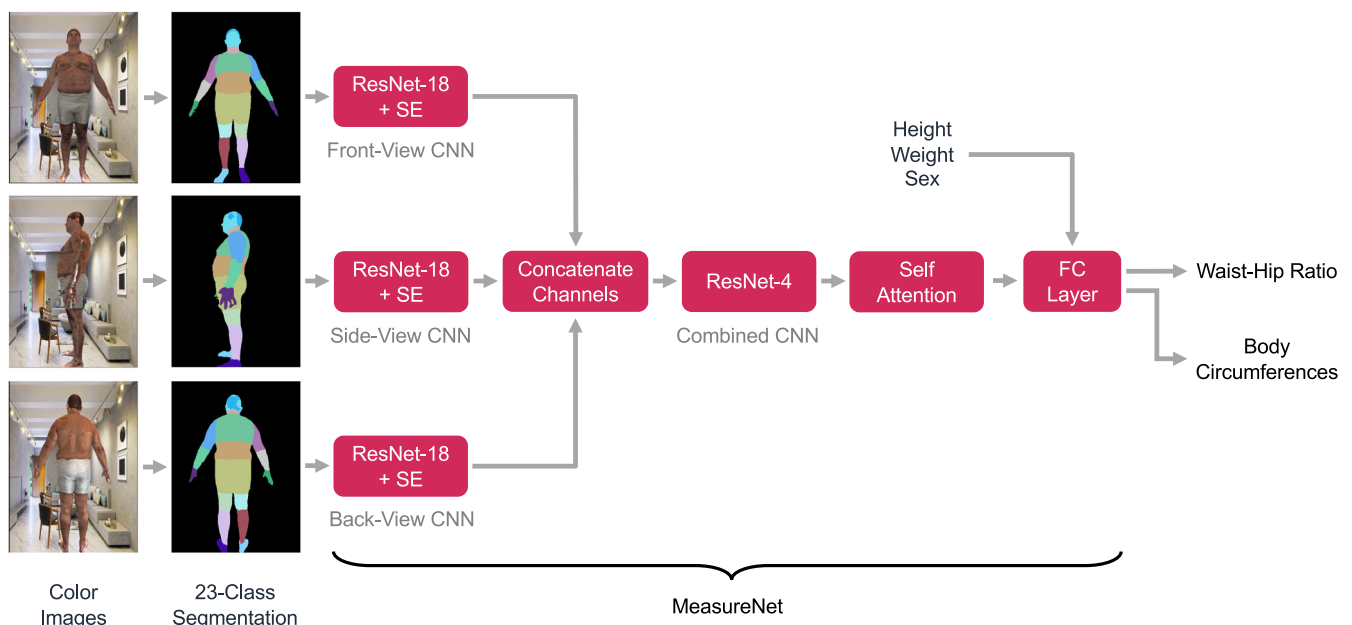 ResNet-18
+ SE
Front-View CNN
Height
Weight
Sex
ResNet-18
+ SE
Side-View CNN
Concatenate
Channels
ResNet-4
Combined CNN
Self
Attention
FC
Layer
Waist-Hip Ratio
Body
Circumferences
ResNet-18
+ SE
Back-View CNN
Color
Images
23-Class
Segmentation
MeasureNet